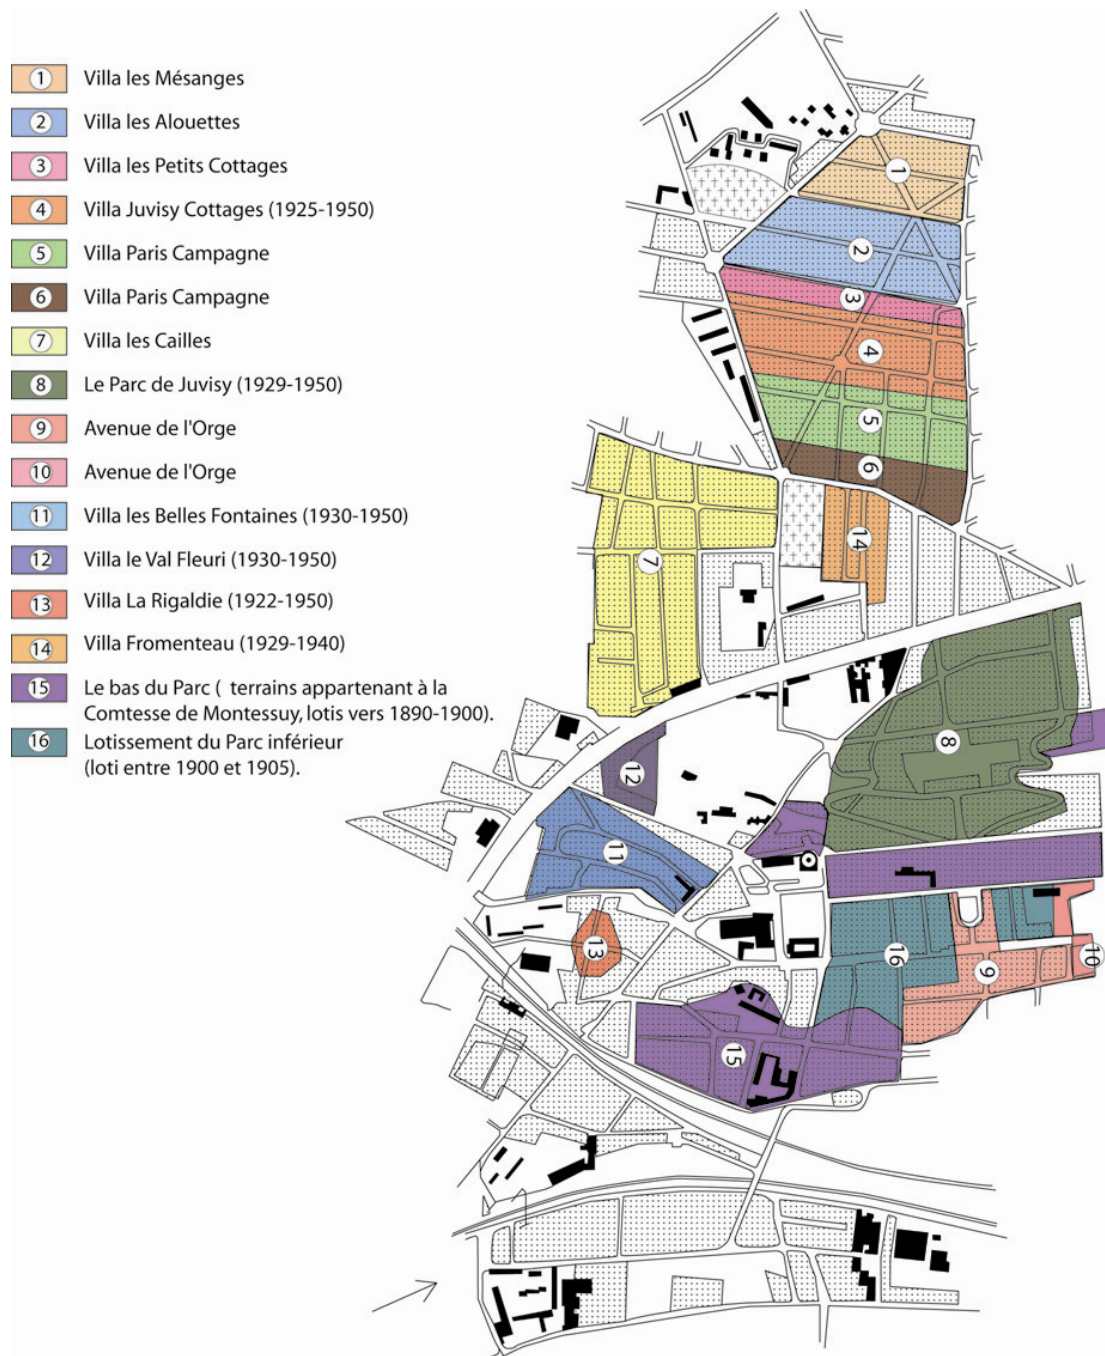 1 Villa les Mésanges
2 Villa les Alouettes
3 Villa les Petits Cottages
4 Villa Juvisy Cottages (1925-1950)
5 Villa Paris Campagne
6 Villa Paris Campagne
7 Villa les Cailles
8 Le Parc de Juvisy (1929-1950)
9 Avenue de l'Orge
10 Avenue de l'Orge
11 Villa les Belles Fontaines (1930-1950)
12 Villa le Val Fleuri (1930-1950)
13 Villa La Rigaldie (1922-1950)
14 Villa Fromenteau (1929-1940)
15 Le bas du Parc ( terrains appartenant à la
Comtesse de Montessuy, lotis vers 1890-1900).
16 Lotissement du Parc inférieur
(loti entre 1900 et 1905).
1
2
3
4
5
6
14
7
8
12
11
13
16
9
10
15